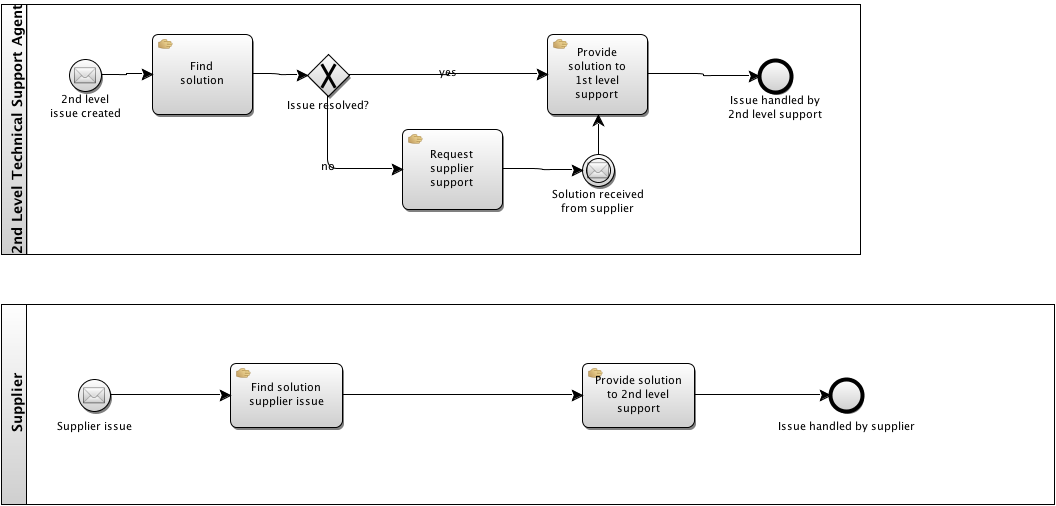 2nd Level Technical Support Agent
2nd level
issue created
Find
solution
Issue resolved?
yes
no
Request
supplier
support
Provide
solution to
1st level
support
Solution received
from supplier
Issue handled by
2nd level support
Supplier
Supplier issue
Find solution
supplier issue
Provide solution
to 2nd level
support
Issue handled by supplier